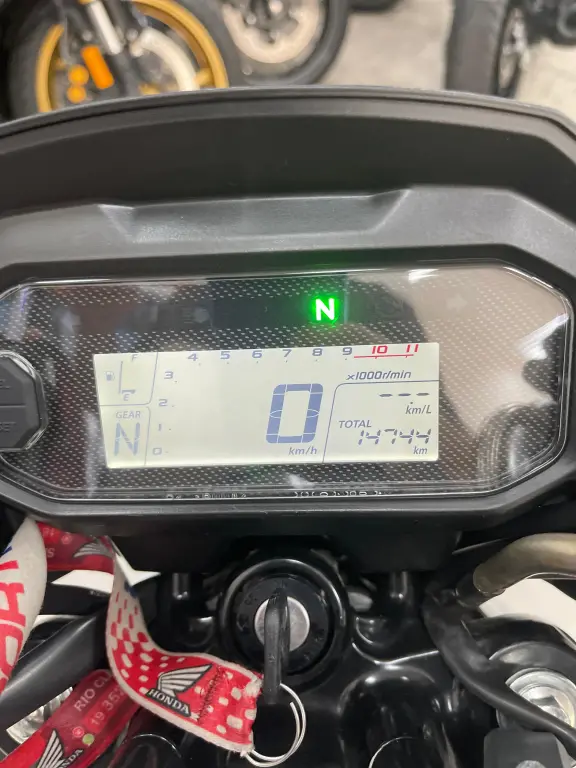 N
F
4 5 6 7 8 9 10 11
3
x1000r/min
E
2
GEAR
0
km/L
TOTAL
N
1
14744
0
km/h
km
HONDA